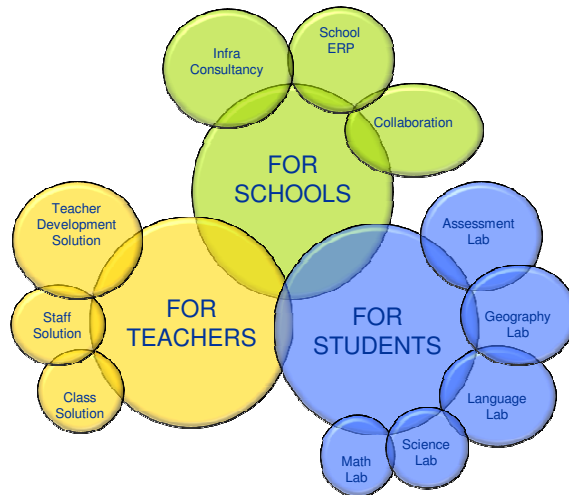 Infra
Consultancy
School
ERP
Collaboration
FOR
SCHOOLS
Teacher
Development
Solution
Staff
Solution
Class
Solution
FOR
TEACHERS
FOR
STUDENTS
Assessment
Lab
Geography
Lab
Language
Lab
Science
Lab
Math
Lab